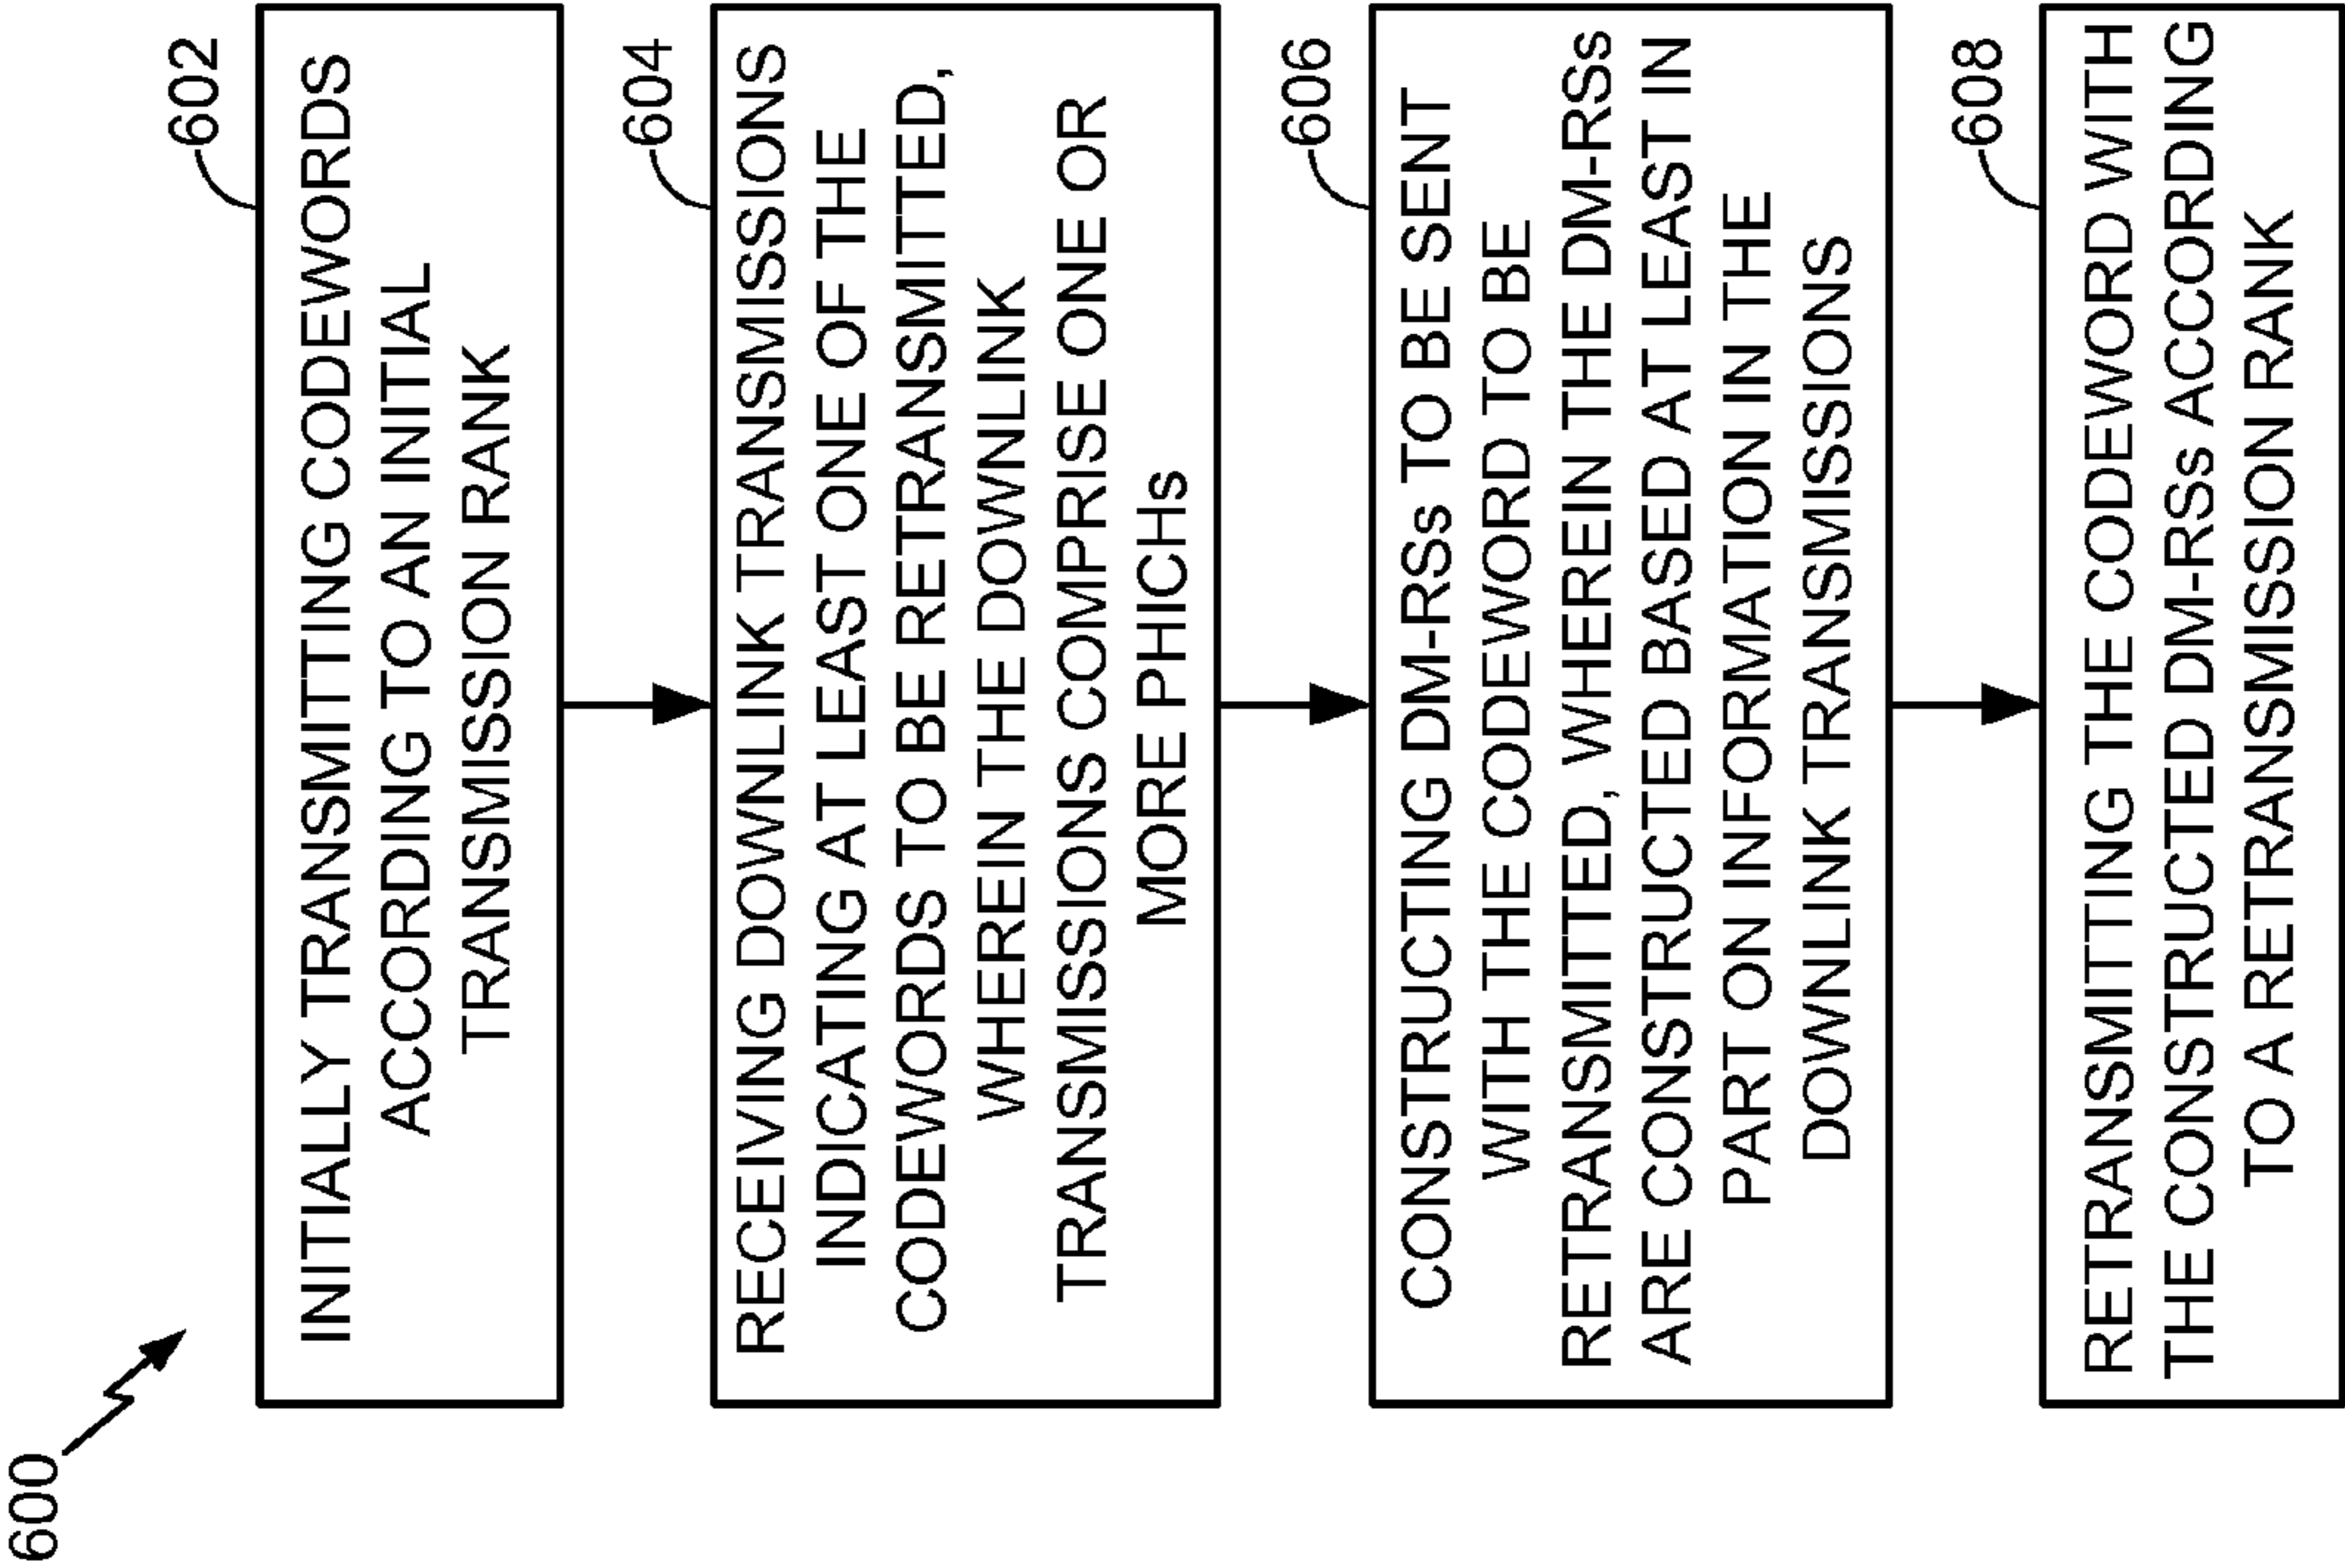 600
602
INITIALLY TRANSMITTING CODEWORDS
ACCORDING TO AN INITIAL
TRANSMISSION RANK
604
RECEIVING DOWNLINK TRANSMISSIONS
INDICATING AT LEAST ONE OF THE
CODEWORDS TO BE RETRANSMITTED,
WHEREIN THE DOWNLINK
TRANSMISSIONS COMPRISE ONE OR
MORE PHICHs
606
CONSTRUCTING DM-RSs TO BE SENT
WITH THE CODEWORD TO BE
RETRANSMITTED, WHEREIN THE DM-RSs
ARE CONSTRUCTED BASED AT LEAST IN
PART ON INFORMATION IN THE
DOWNLINK TRANSMISSIONS
608
RETRANSMITTING THE CODEWORD WITH
THE CONSTRUCTED DM-RSs ACCORDING
TO A RETRANSMISSION RANK